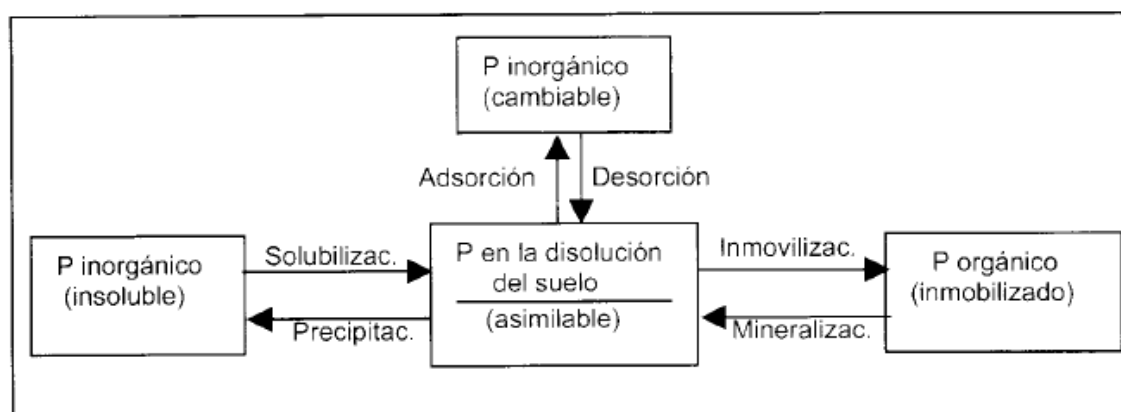 P inorgánico
(cambiable)
Adsorción
Desorción
P inorgánico
(insoluble)
Solubilizac.
Precipitac.
P en la disolución
del suelo
(asimilable)
Inmovilizac.
Mineralizac.
P orgánico
(inmobilizado)